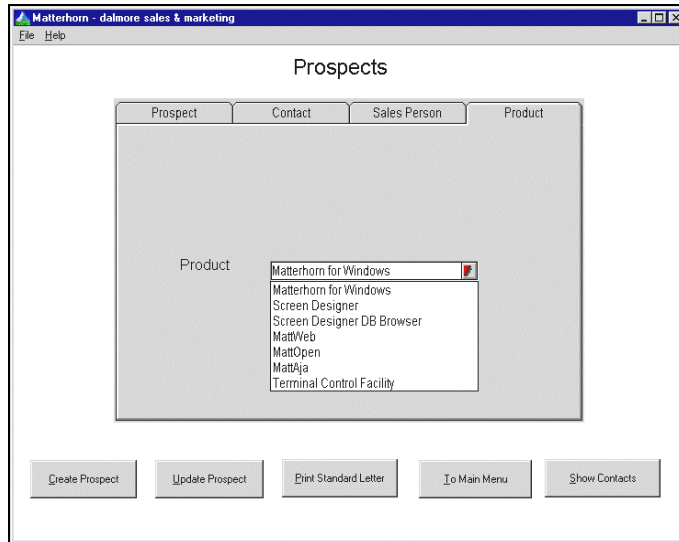 Matterhorn - dalmore sales & marketing
File Help
Prospects
Prospect Contact Sales Person Product
Product Matterhorn for Windows
Matterhorn for Windows
Screen Designer
Screen Designer DB Browser
MattWeb
MattOpen
MattAja
Terminal Control Facility
Create Prospect Update Prospect Print Standard Letter To Main Menu Show Contacts